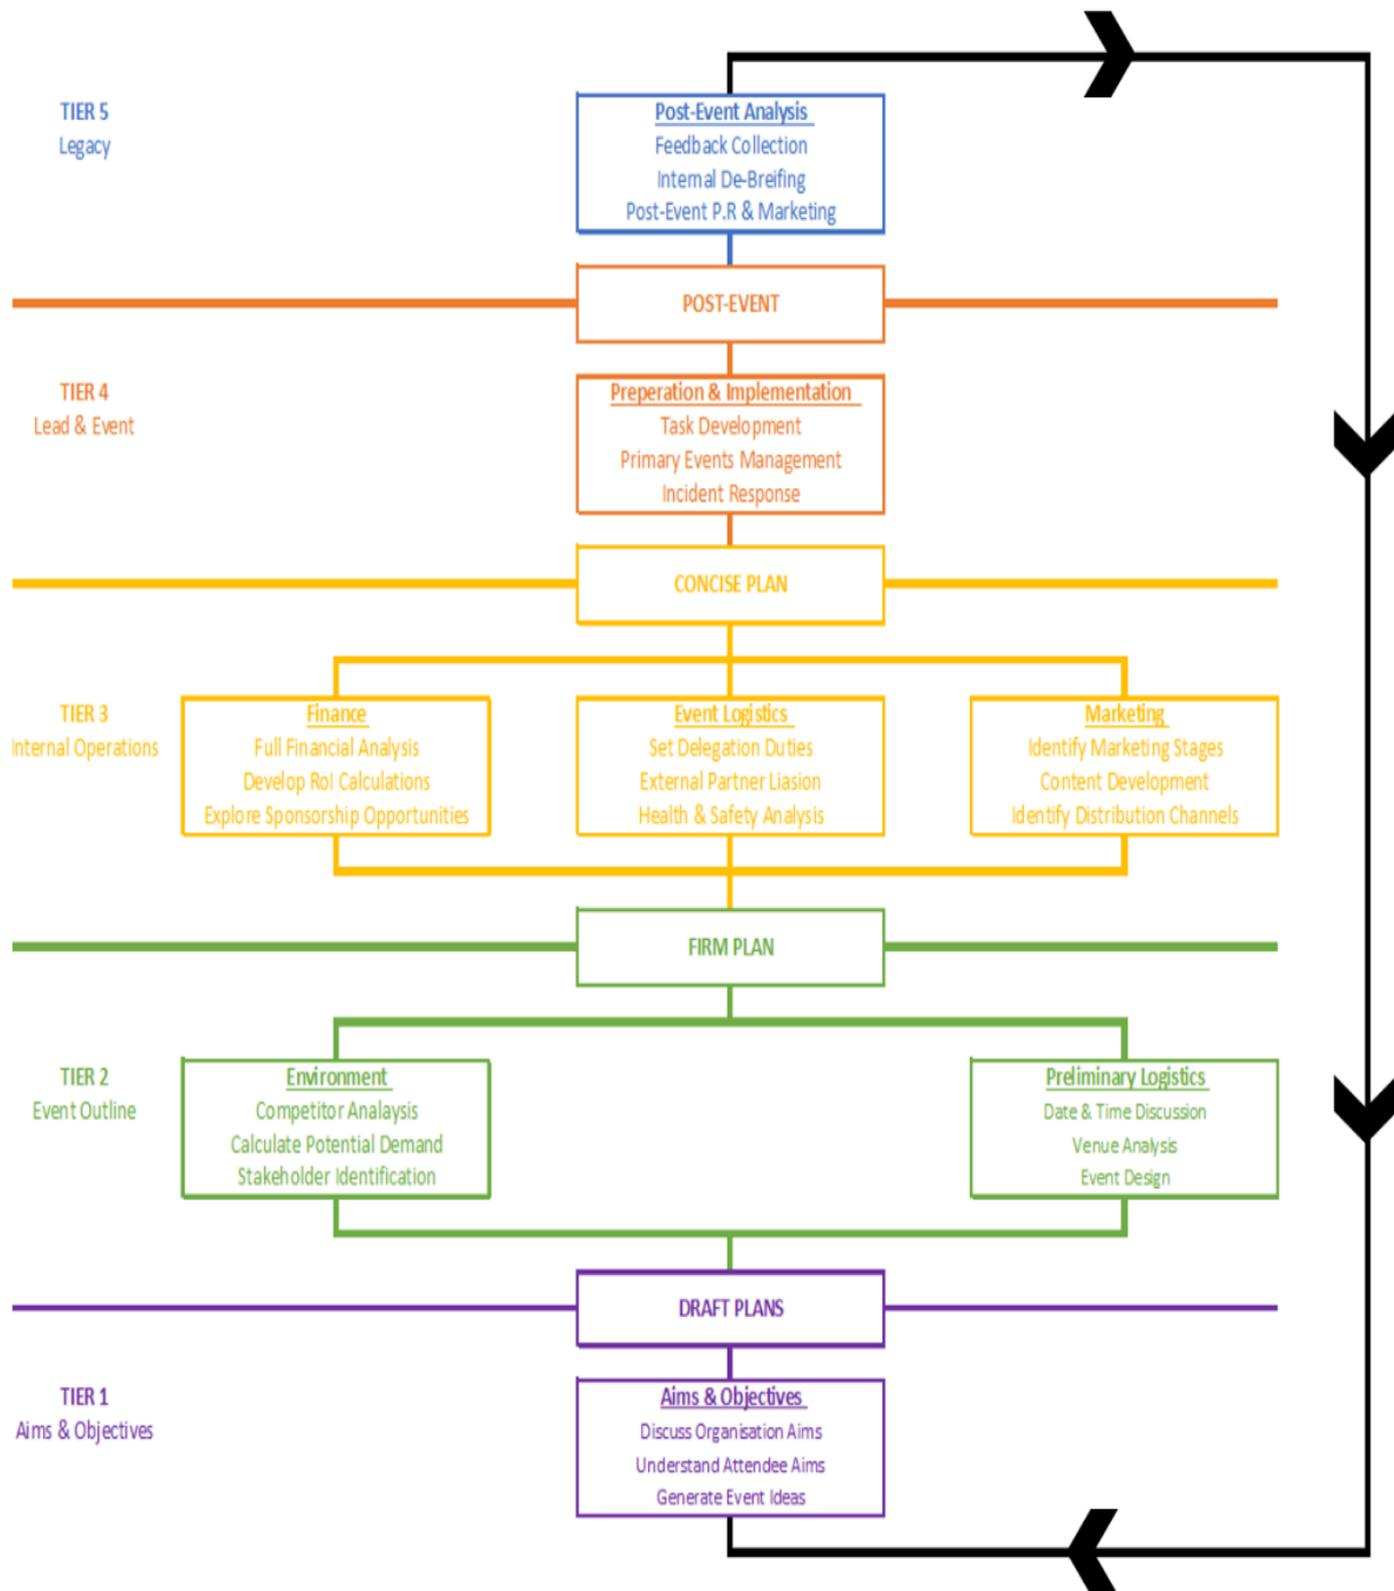 TIER 5
Legacy
Post-Event Analysis
Feedback Collection
Internal De-Breifing
Post-Event P.R & Marketing
POST-EVENT
TIER 4
Lead & Event
Preperation & Implementation
Task Development
Primary Events Management
Incident Response
CONCISE PLAN
TIER 3
Internal Operations
Finance
Full Financial Analysis
Develop RoI Calculations
Explore Sponsorship Opportunities
Event Logistics
Set Delegation Duties
External Partner Liasion
Health & Safety Analysis
Marketing
Identify Marketing Stages
Content Development
Identify Distribution Channels
FIRM PLAN
TIER 2
Event Outline
Environment
Competitor Analaysis
Calculate Potential Demand
Stakeholder Identification
Preliminary Logistics
Date & Time Discussion
Venue Analysis
Event Design
DRAFT PLANS
TIER 1
Aims & Objectives
Aims & Objectives
Discuss Organisation Aims
Understand Attendee Aims
Generate Event Ideas